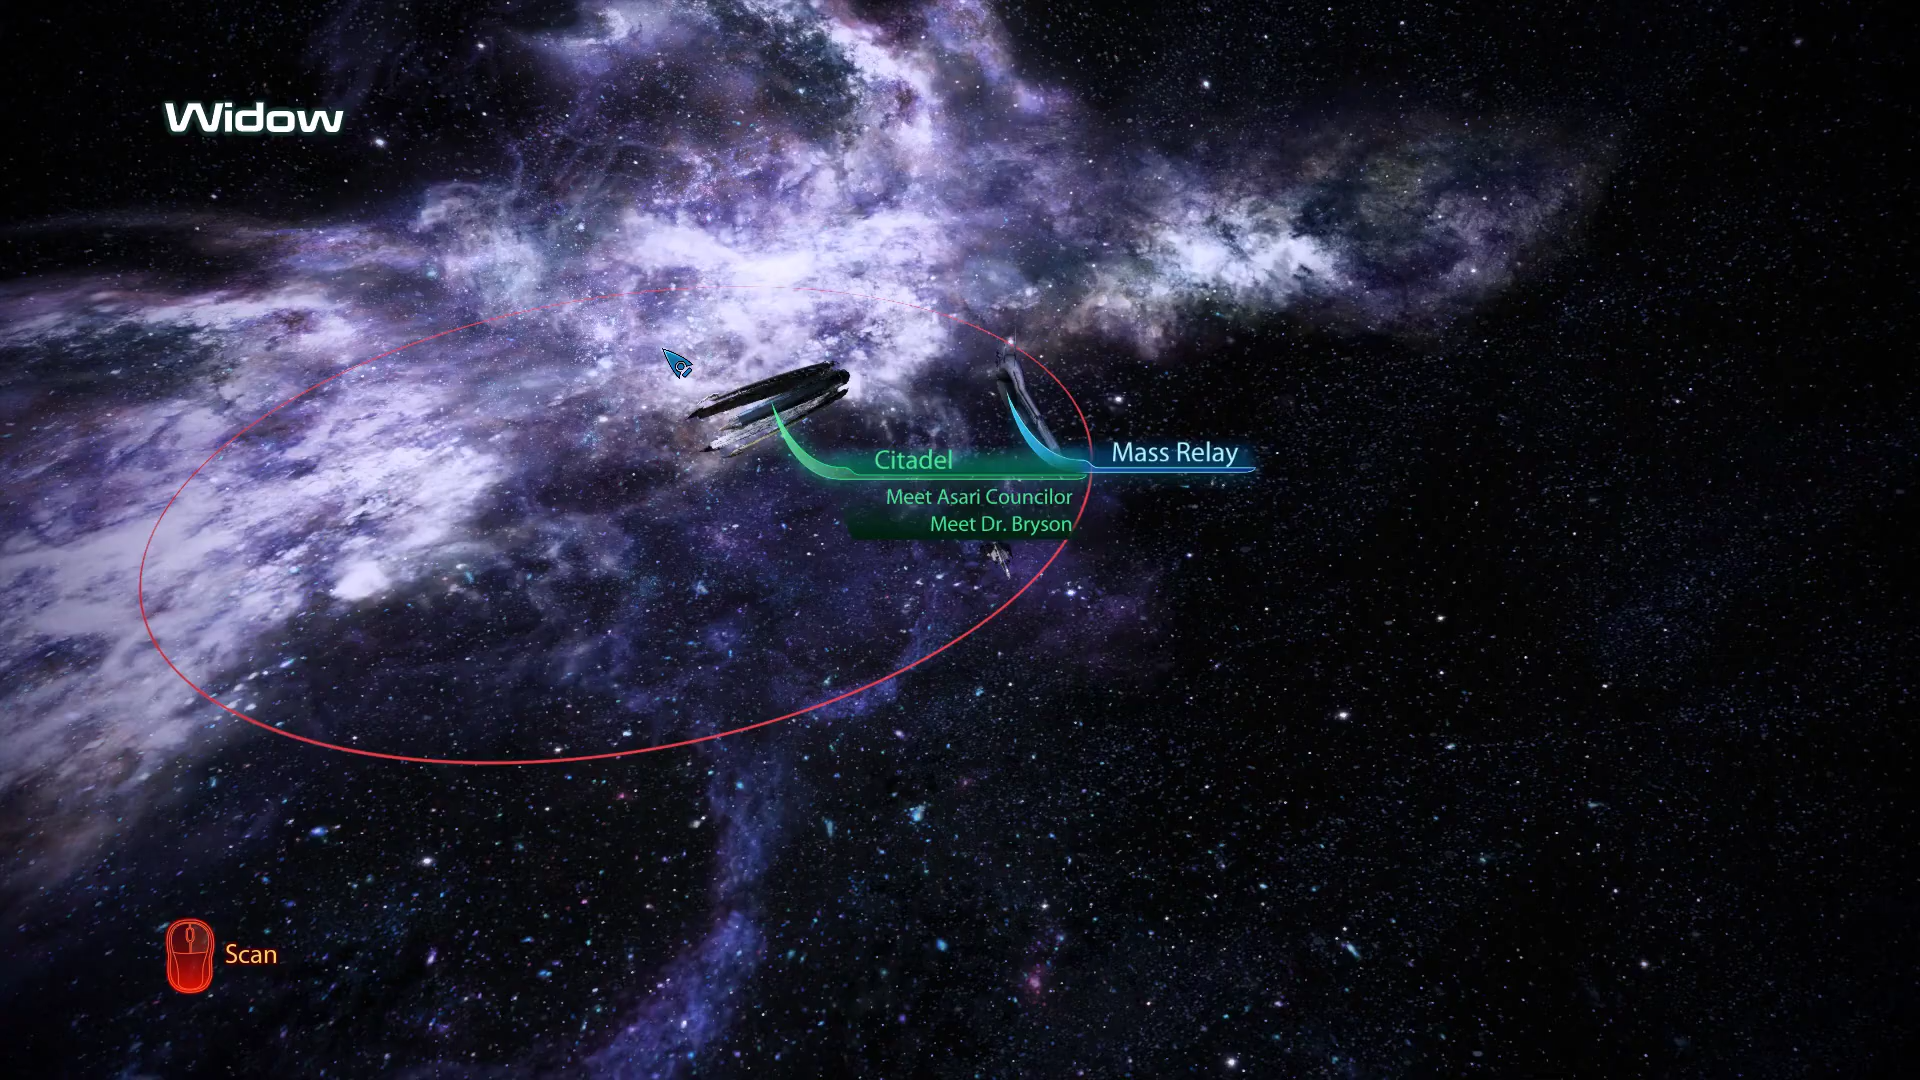 Widow
Citadel
Mass Relay
Meet Asari Councilor
Meet Dr. Bryson
Scan